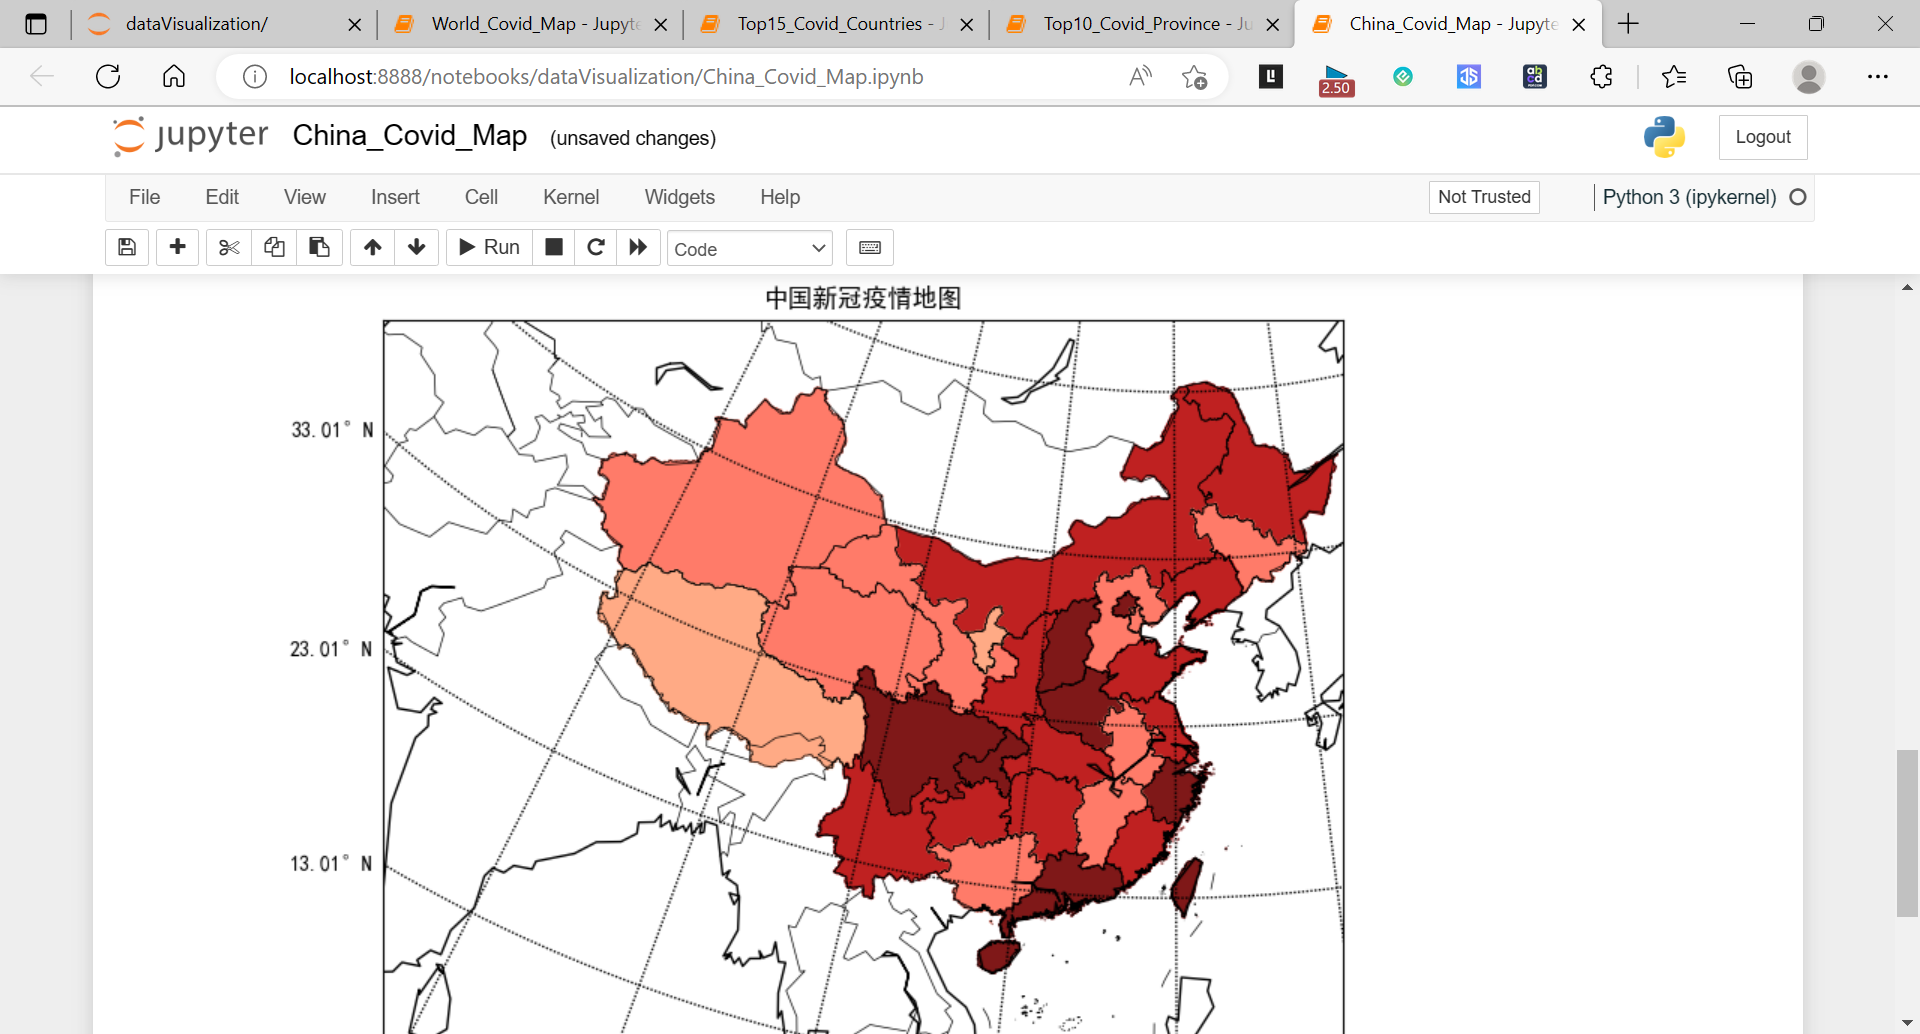 dataVisualization/
World_Covid_Map - Jupyte
Top15_Covid_Countries - J
Top10_Covid_Province - Ju
China_Covid_Map - Jupyte
localhost:8888/notebooks/dataVisualization/China_Covid_Map.ipynb
2.50
jupyter China_Covid_Map (unsaved changes)
Logout
File Edit View Insert Cell Kernel Widgets Help
Not Trusted
Python 3 (ipykernel)
Run
Code
中国新冠疫情地图
33.01° N
23.01° N
13.01° N